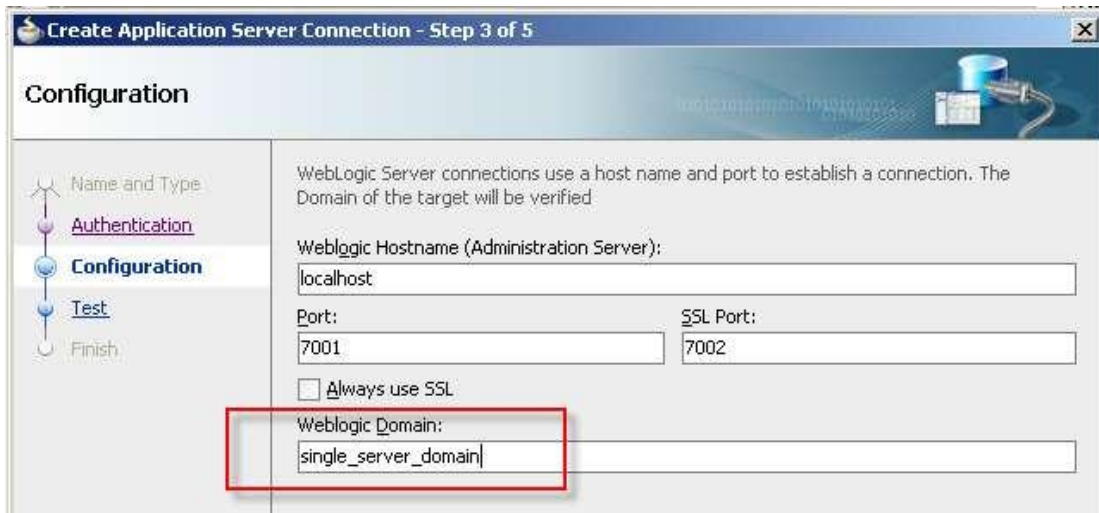 Create Application Server Connection - Step 3 of 5
Configuration
Name and Type
Authentication
Configuration
Test
Finish
WebLogic Server connections use a host name and port to establish a connection. The
Domain of the target will be verified
Weblogic Hostname (Administration Server):
localhost
Port:
SSL Port:
7001
7002
Always use SSL
Weblogic Domain:
single_server_domain